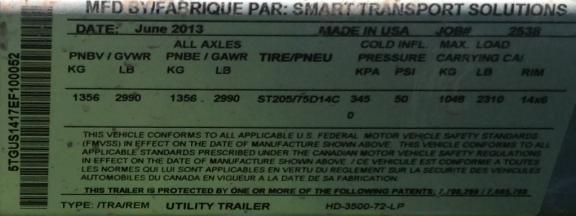 MFD BY/FABRIQUE PAR: SMART TRANSPORT SOLUTIONS
DATE: June 2013 MADE IN USA JOB# 2538
ALL AXLES COLD INFL. MAX. LOAD
PNBV / GVWR PNBE / GAWR TIRE/PNEU PRESSURE CARRYING CA
KG LB KG LB KPA PSI KG LB RIM
1356 2990 1356 2990 ST205/75D14C 345 50 1048 2310 14x6
0
THIS VEHICLE CONFORMS TO ALL APPLICABLE U.S. FEDERAL MOTOR VEHICLE SAFETY STANDARDS
(FMVSS) IN EFFECT ON THE DATE OF MANUFACTURE SHOWN ABOVE. THIS VEHICLE CONFORMS TO ALL
APPLICABLE STANDARDS PRESCRIBED UNDER THE CANADIAN MOTOR VEHICLE SAFETY REGULATIONS
IN EFFECT ON THE DATE OF MANUFACTURE SHOWN ABOVE / CE VEHICULE EST CONFORME A TOUTES
LES NORMES QUI LUI SONT APPLICABLES EN VERTU DU REGLEMENT SUR LA SECURITE DES VEHICULES
AUTOMOBILES DU CANADA EN VIGUEUR A LA DATE DE SA FABRICATION.
THIS TRAILER IS PROTECTED BY ONE OR MORE OF THE FOLLOWING PATENTS:
TYPE: /TRA/REM UTILITY TRAILER HD-3500-72-LP
5TGUS1417EF100052